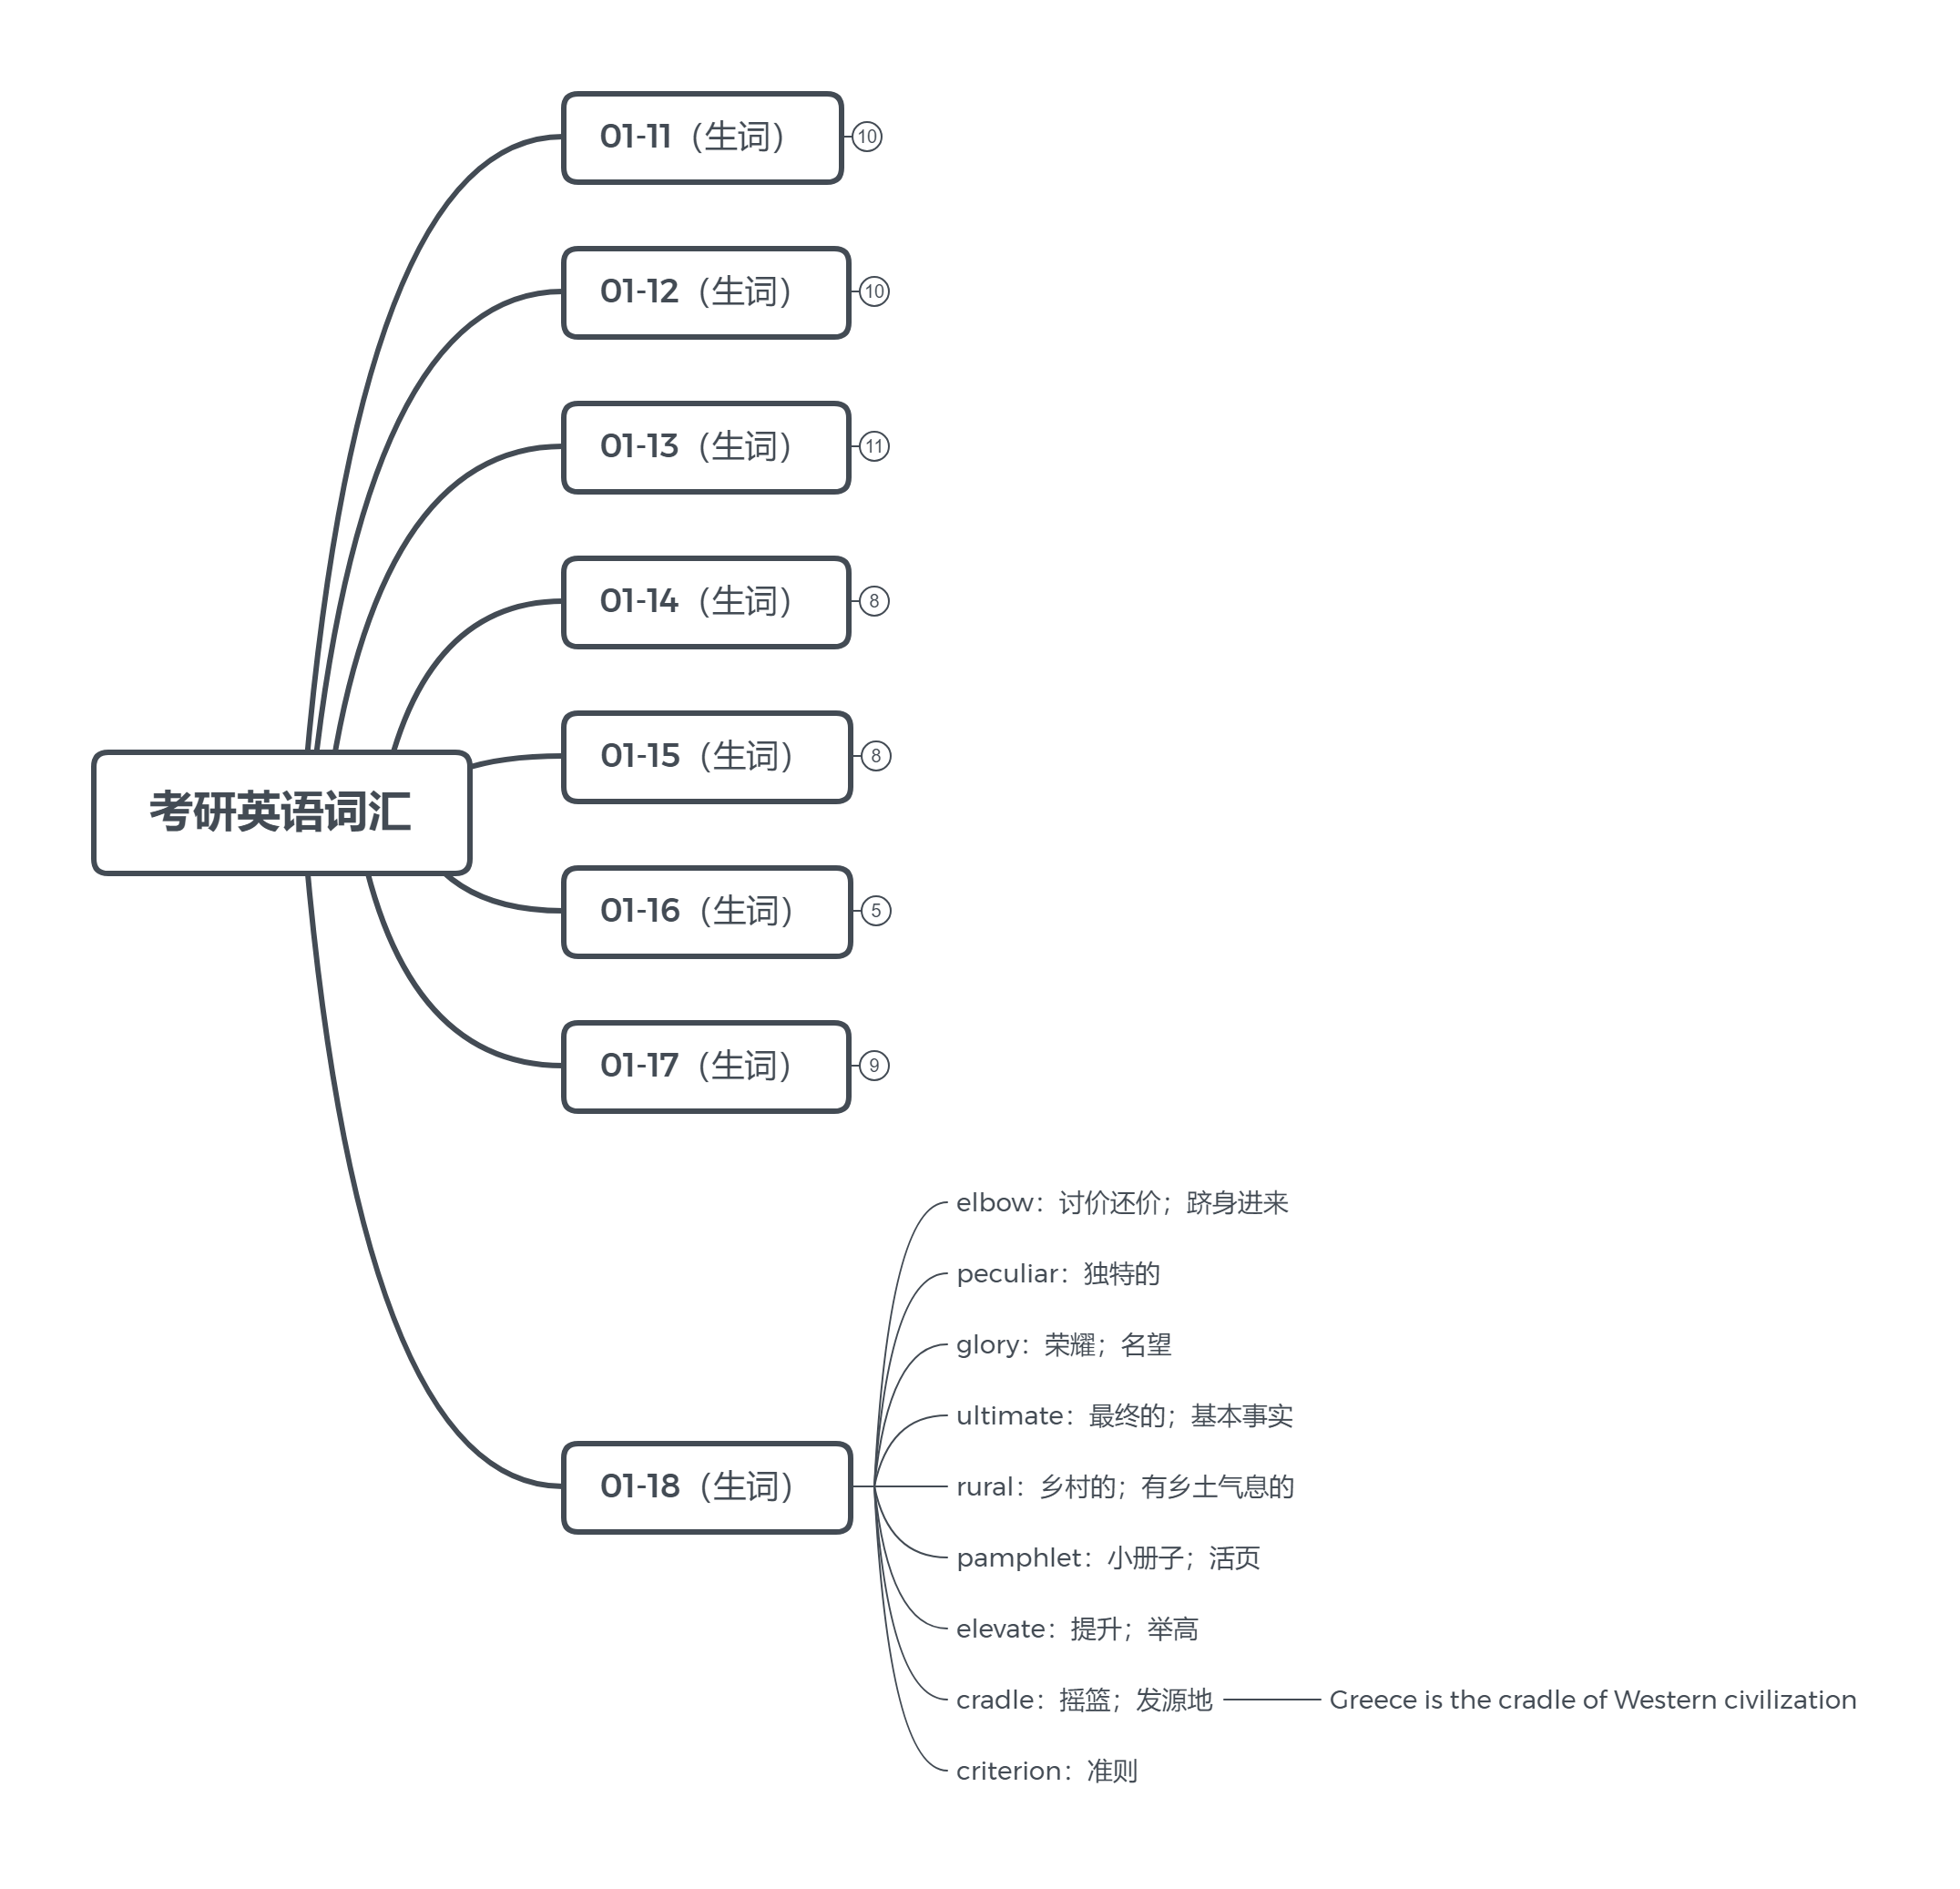 01-11（生词）
10
01-12（生词）
10
01-13（生词）
11
01-14（生词）
8
01-15（生词）
8
考研英语词汇
01-16（生词）
5
01-17（生词）
9
01-18（生词）
elbow：讨价还价；跻身进来
peculiar：独特的
glory：荣耀；名望
ultimate：最终的；基本事实
rural：乡村的；有乡土气息的
pamphlet：小册子；活页
elevate：提升；举高
cradle：摇篮；发源地
Greece is the cradle of Western civilization
criterion：准则